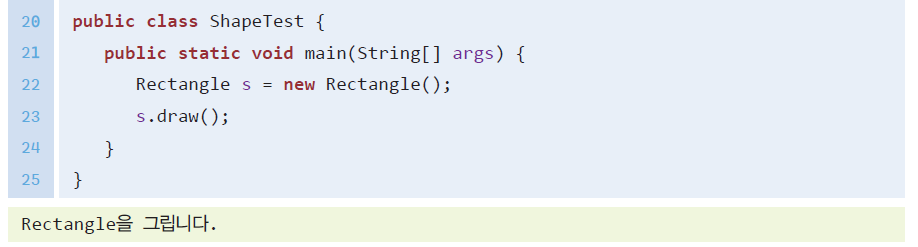 20 public class ShapeTest {
21 public static void main(String[] args) {
22 Rectangle s = new Rectangle();
23 s.draw();
24 }
25 }
Rectangle을 그립니다.